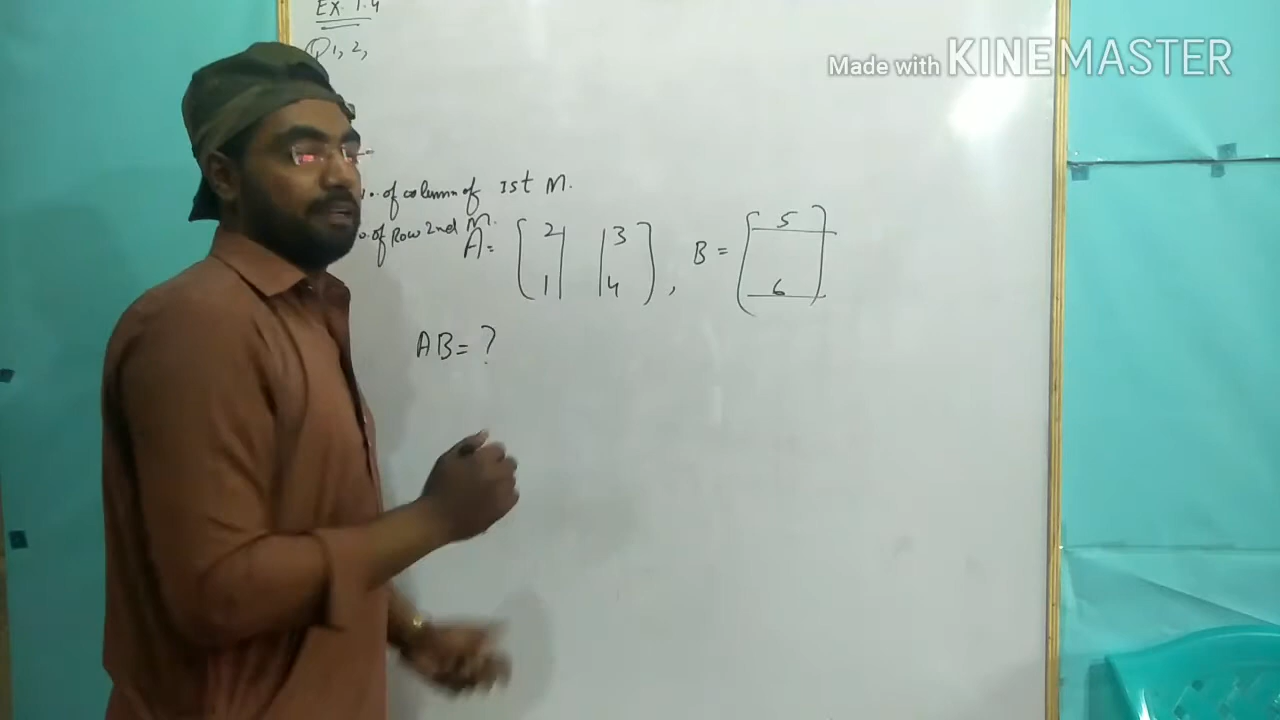 Ex. 1.4
Q1, 2,
Made with KINEMASTER
of column of 1st M.
of Row 2nd M.
A = [ 2 3
1 4 ] , B = [ 5
6 ]
AB = ?